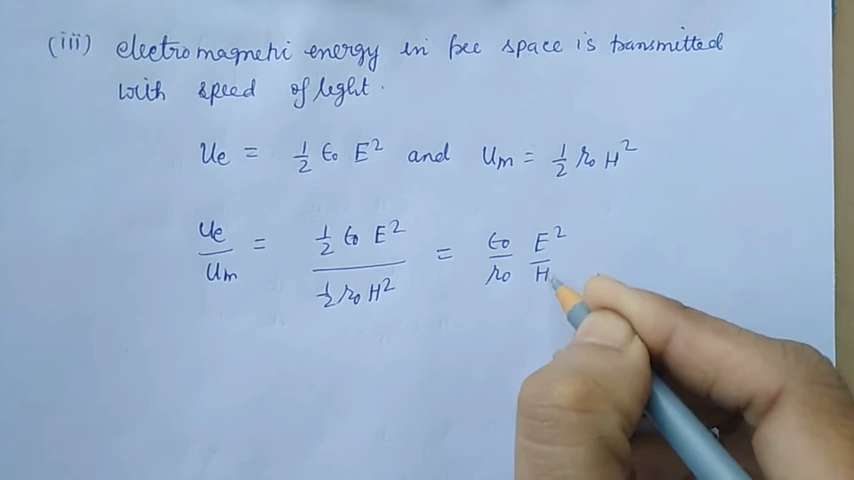 (iii) electromagneti energy in free space is transmitted
with speed of light.
Ue = 1/2 ϵ₀ E² and Um = 1/2 μ₀ H²
Ue/Um = (1/2 ϵ₀ E²)/(1/2 μ₀ H²) = ϵ₀/μ₀ E²/H